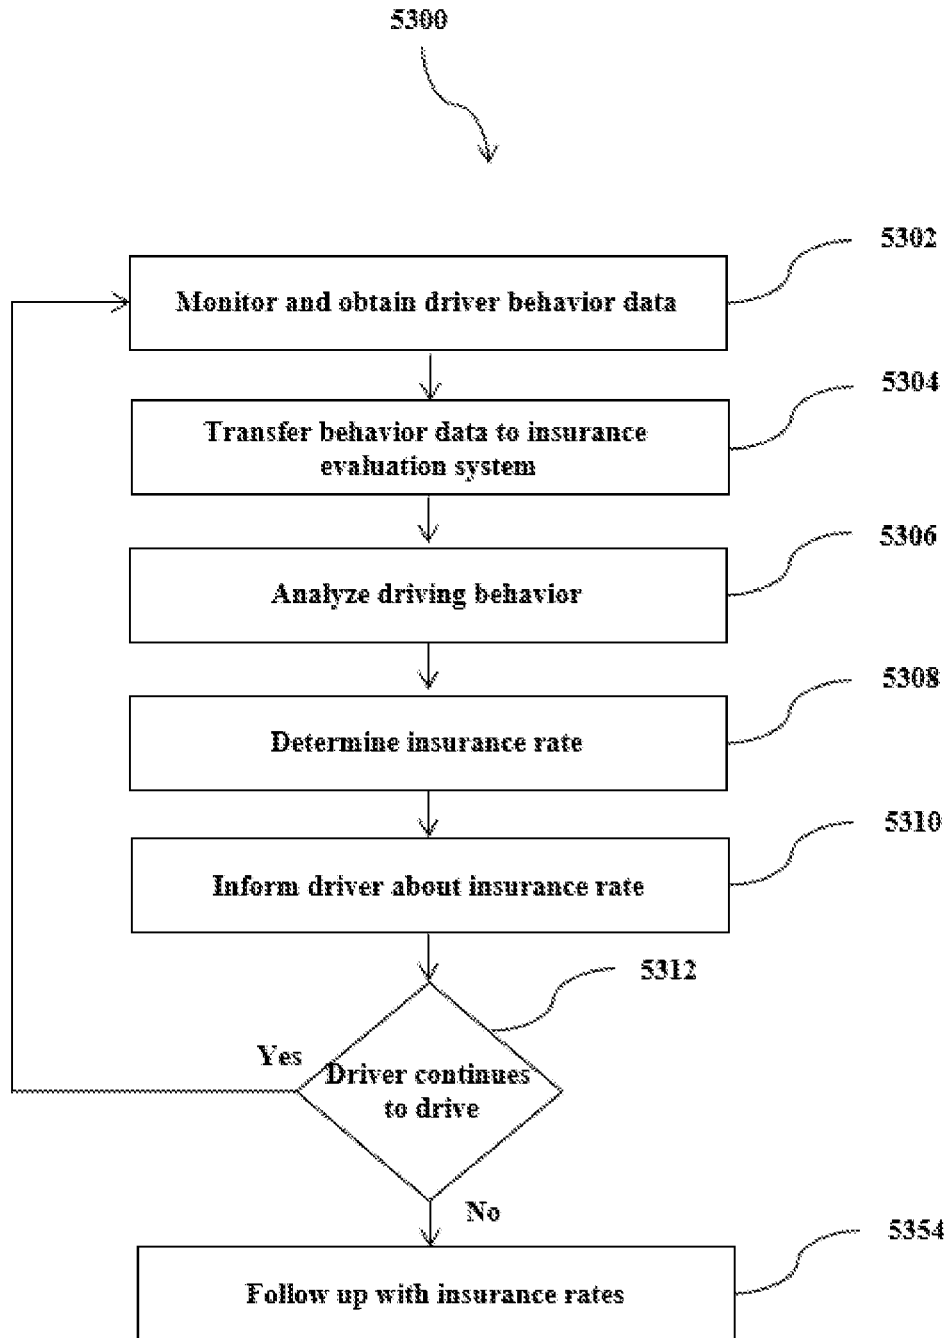 5300
5302
Monitor and obtain driver behavior data
5304
Transfer behavior data to insurance
evaluation system
5306
Analyze driving behavior
5308
Determine insurance rate
5310
Inform driver about insurance rate
5312
Yes
Driver continues
to drive
No
5354
Follow up with insurance rates